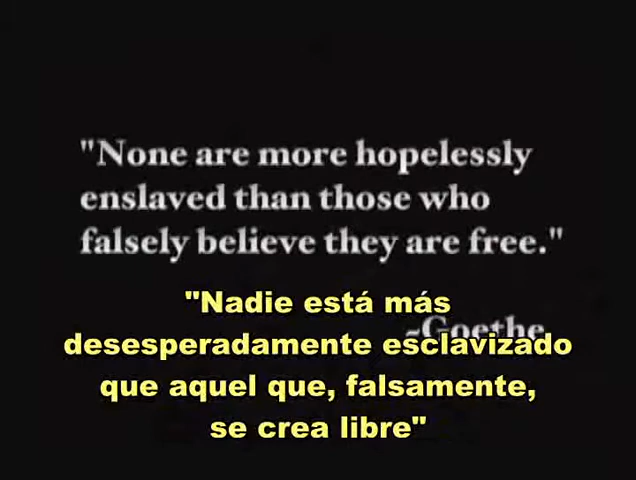 "None are more hopelessly
enslaved than those who
falsely believe they are free."
~Goethe
"Nadie está más
desesperadamente esclavizado
que aquel que, falsamente,
se crea libre"